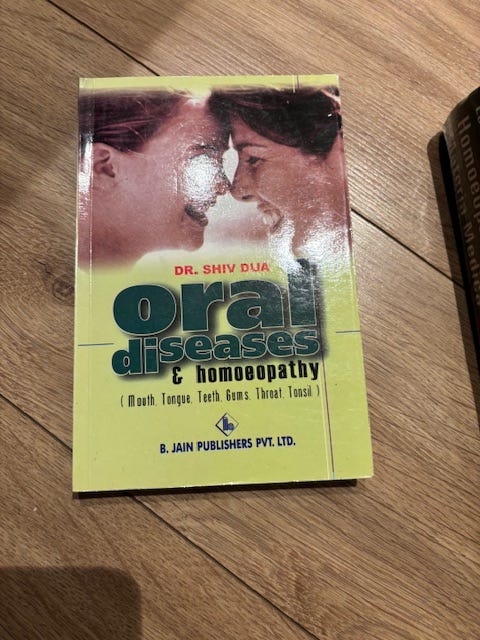 DR. SHIV DUA
oral
diseases
& homoeopathy
( Mouth, Tongue, Teeth, Gums, Throat, Tonsil )
B. JAIN PUBLISHERS PVT. LTD.